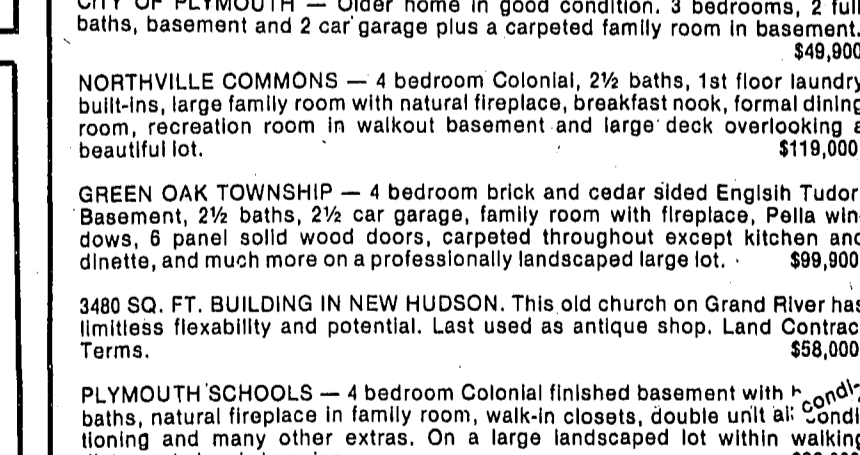 CITY OF PLYMOUTH — Older home in good condition. 3 bedrooms, 2 full
baths, basement and 2 car garage plus a carpeted family room in basement.
$49,900
NORTHVILLE COMMONS — 4 bedroom Colonial, 2½ baths, 1st floor laundry
built-ins, large family room with natural fireplace, breakfast nook, formal dining
room, recreation room in walkout basement and large deck overlooking a
beautiful lot. $119,000
GREEN OAK TOWNSHIP — 4 bedroom brick and cedar sided Englsih Tudor
Basement, 2½ baths, 2½ car garage, family room with fireplace, Pella win
dows, 6 panel solid wood doors, carpeted throughout except kitchen and
dinette, and much more on a professionally landscaped large lot. $99,900
3480 SQ. FT. BUILDING IN NEW HUDSON. This old church on Grand River has
limitless flexability and potential. Last used as antique shop. Land Contrac
Terms. $58,000
PLYMOUTH SCHOOLS — 4 bedroom Colonial finished basement with
baths, natural fireplace in family room, walk-in closets, double unit condi-
tioning and many other extras. On a large landscaped lot within walking